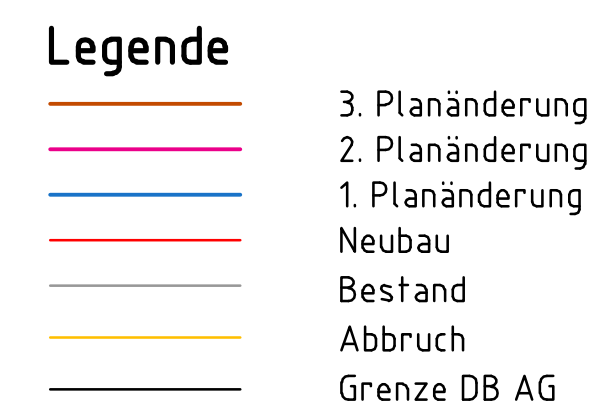 Legende
3. Planänderung
2. Planänderung
1. Planänderung
Neubau
Bestand
Abbruch
Grenze DB AG